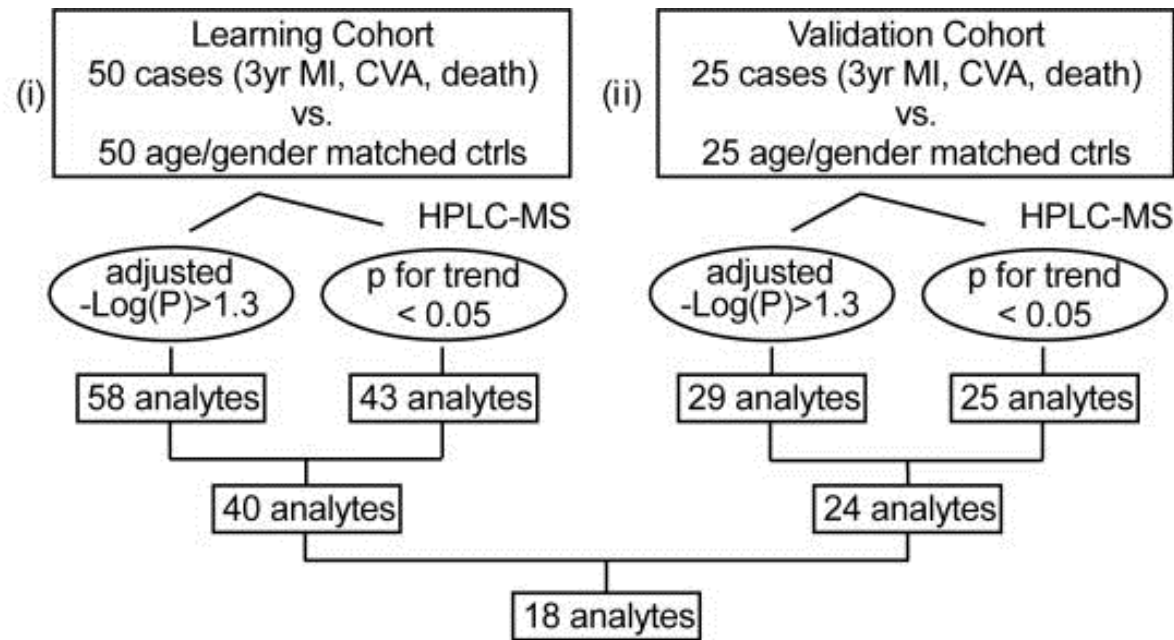 (i)
Learning Cohort
50 cases (3yr MI, CVA, death)
vs.
50 age/gender matched ctrls
HPLC-MS
adjusted
-Log(P)>1.3
p for trend
< 0.05
58 analytes
43 analytes
40 analytes
(ii)
Validation Cohort
25 cases (3yr MI, CVA, death)
vs.
25 age/gender matched ctrls
HPLC-MS
adjusted
-Log(P)>1.3
p for trend
< 0.05
29 analytes
25 analytes
24 analytes
18 analytes